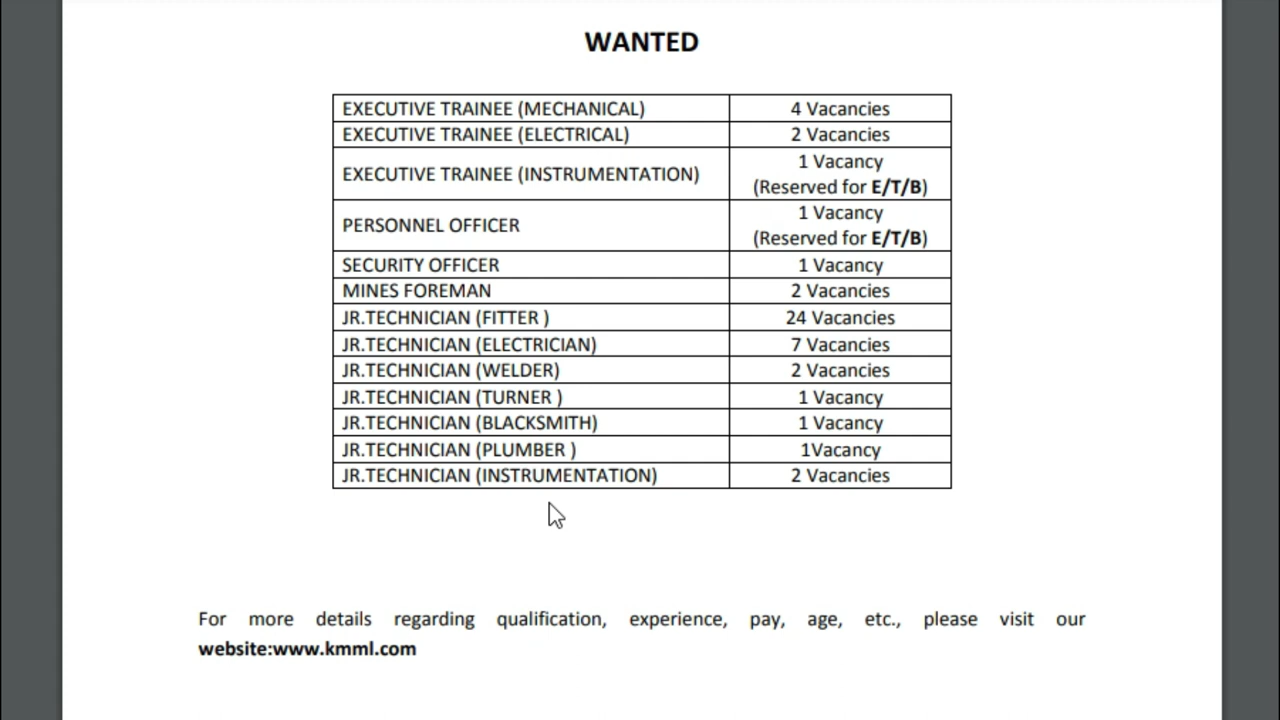 WANTED
EXECUTIVE TRAINEE (MECHANICAL) 4 Vacancies
EXECUTIVE TRAINEE (ELECTRICAL) 2 Vacancies
EXECUTIVE TRAINEE (INSTRUMENTATION) 1 Vacancy
(Reserved for E/T/B)
PERSONNEL OFFICER 1 Vacancy
(Reserved for E/T/B)
SECURITY OFFICER 1 Vacancy
MINES FOREMAN 2 Vacancies
JR.TECHNICIAN (FITTER ) 24 Vacancies
JR.TECHNICIAN (ELECTRICIAN) 7 Vacancies
JR.TECHNICIAN (WELDER) 2 Vacancies
JR.TECHNICIAN (TURNER ) 1 Vacancy
JR.TECHNICIAN (BLACKSMITH) 1 Vacancy
JR.TECHNICIAN (PLUMBER ) 1Vacancy
JR.TECHNICIAN (INSTRUMENTATION) 2 Vacancies
For more details regarding qualification, experience, pay, age, etc., please visit our
website:www.kmml.com